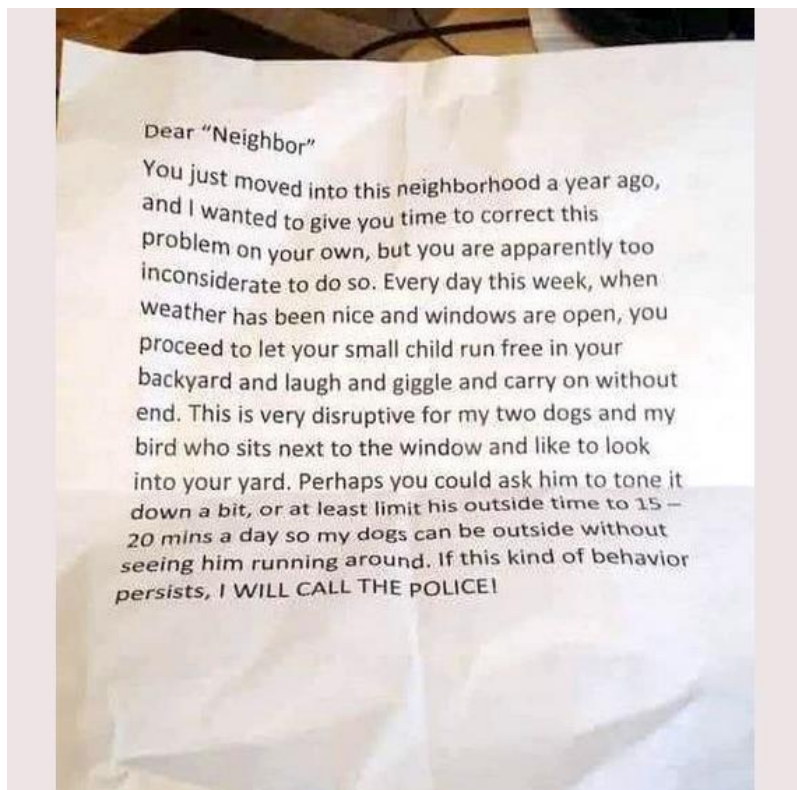 Dear "Neighbor"
You just moved into this neighborhood a year ago,
and I wanted to give you time to correct this
problem on your own, but you are apparently too
inconsiderate to do so. Every day this week, when
weather has been nice and windows are open, you
proceed to let your small child run free in your
backyard and laugh and giggle and carry on without
end. This is very disruptive for my two dogs and my
bird who sits next to the window and like to look
into your yard. Perhaps you could ask him to tone it
down a bit, or at least limit his outside time to 15 –
20 mins a day so my dogs can be outside without
seeing him running around. If this kind of behavior
persists, I WILL CALL THE POLICE!